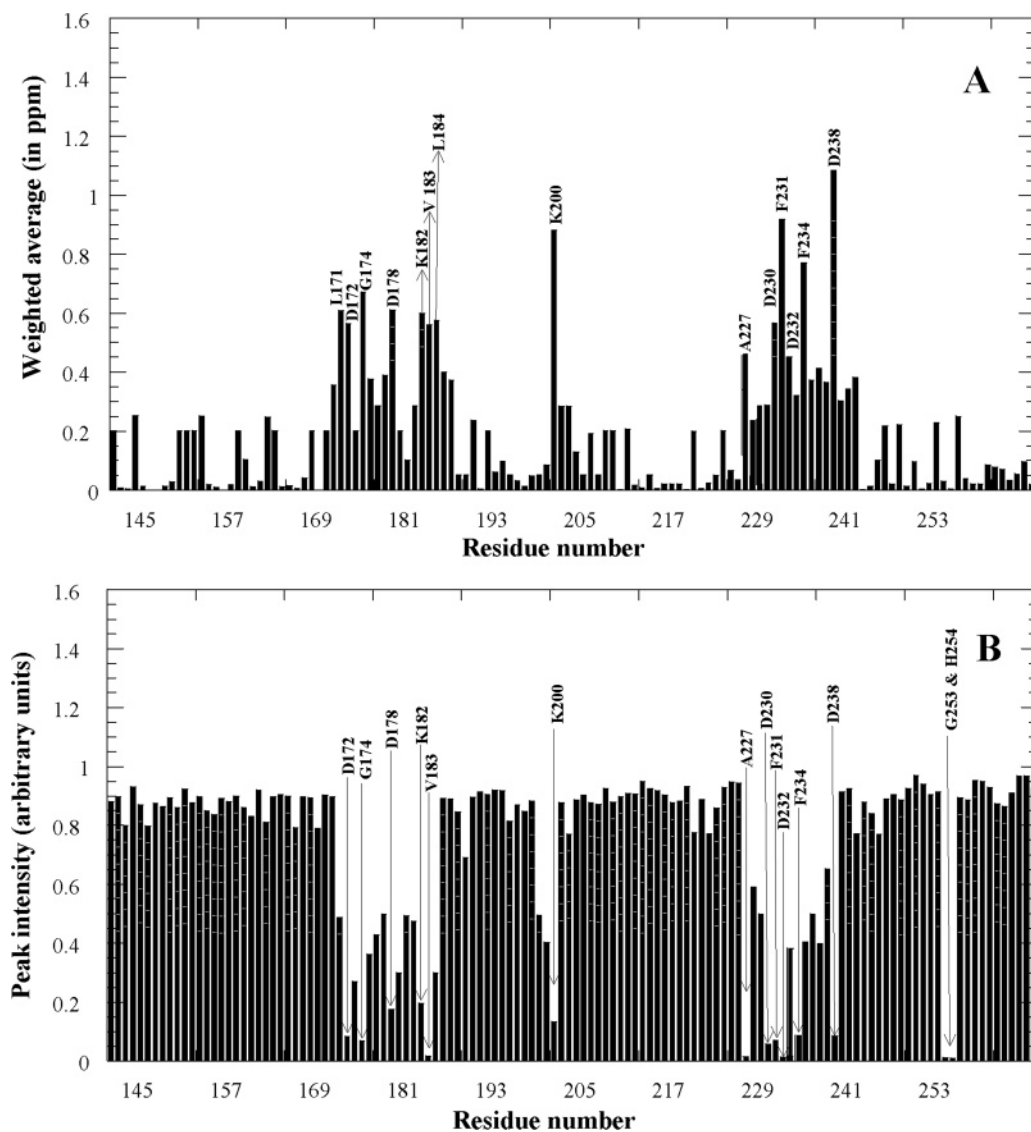 A
Weighted average (in ppm)
1.6
1.4
1.2
1
0.8
0.6
0.4
0.2
0
L171
D172
G174
D178
K182
V 183
L184
K200
A227
D230
F231
D232
F234
D238
145 157 169 181 193 205 217 229 241 253
Residue number
B
Peak intensity (arbitrary units)
1.6
1.4
1.2
1
0.8
0.6
0.4
0.2
0
D172
G174
D178
K182
V183
K200
A227
D230
F231
D232
F234
D238
G253 & H254
145 157 169 181 193 205 217 229 241 253
Residue number